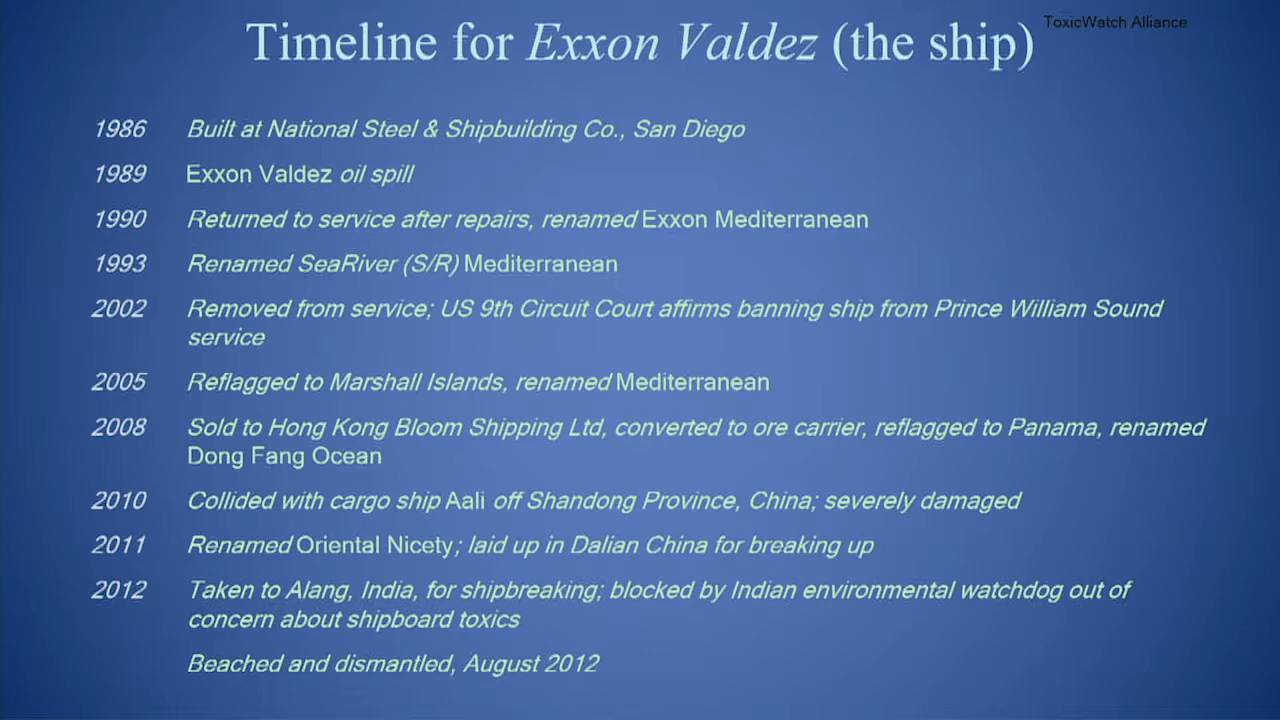 Timeline for Exxon Valdez (the ship)
ToxicWatch Alliance
1986 Built at National Steel & Shipbuilding Co., San Diego
1989 Exxon Valdez oil spill
1990 Returned to service after repairs, renamed Exxon Mediterranean
1993 Renamed SeaRiver (S/R) Mediterranean
2002 Removed from service; US 9th Circuit Court affirms banning ship from Prince William Sound
service
2005 Reflagged to Marshall Islands, renamed Mediterranean
2008 Sold to Hong Kong Bloom Shipping Ltd, converted to ore carrier, reflagged to Panama, renamed
Dong Fang Ocean
2010 Collided with cargo ship Aali off Shandong Province, China; severely damaged
2011 Renamed Oriental Nicety; laid up in Dalian China for breaking up
2012 Taken to Alang, India, for shipbreaking; blocked by Indian environmental watchdog out of
concern about shipboard toxics
Beached and dismantled, August 2012